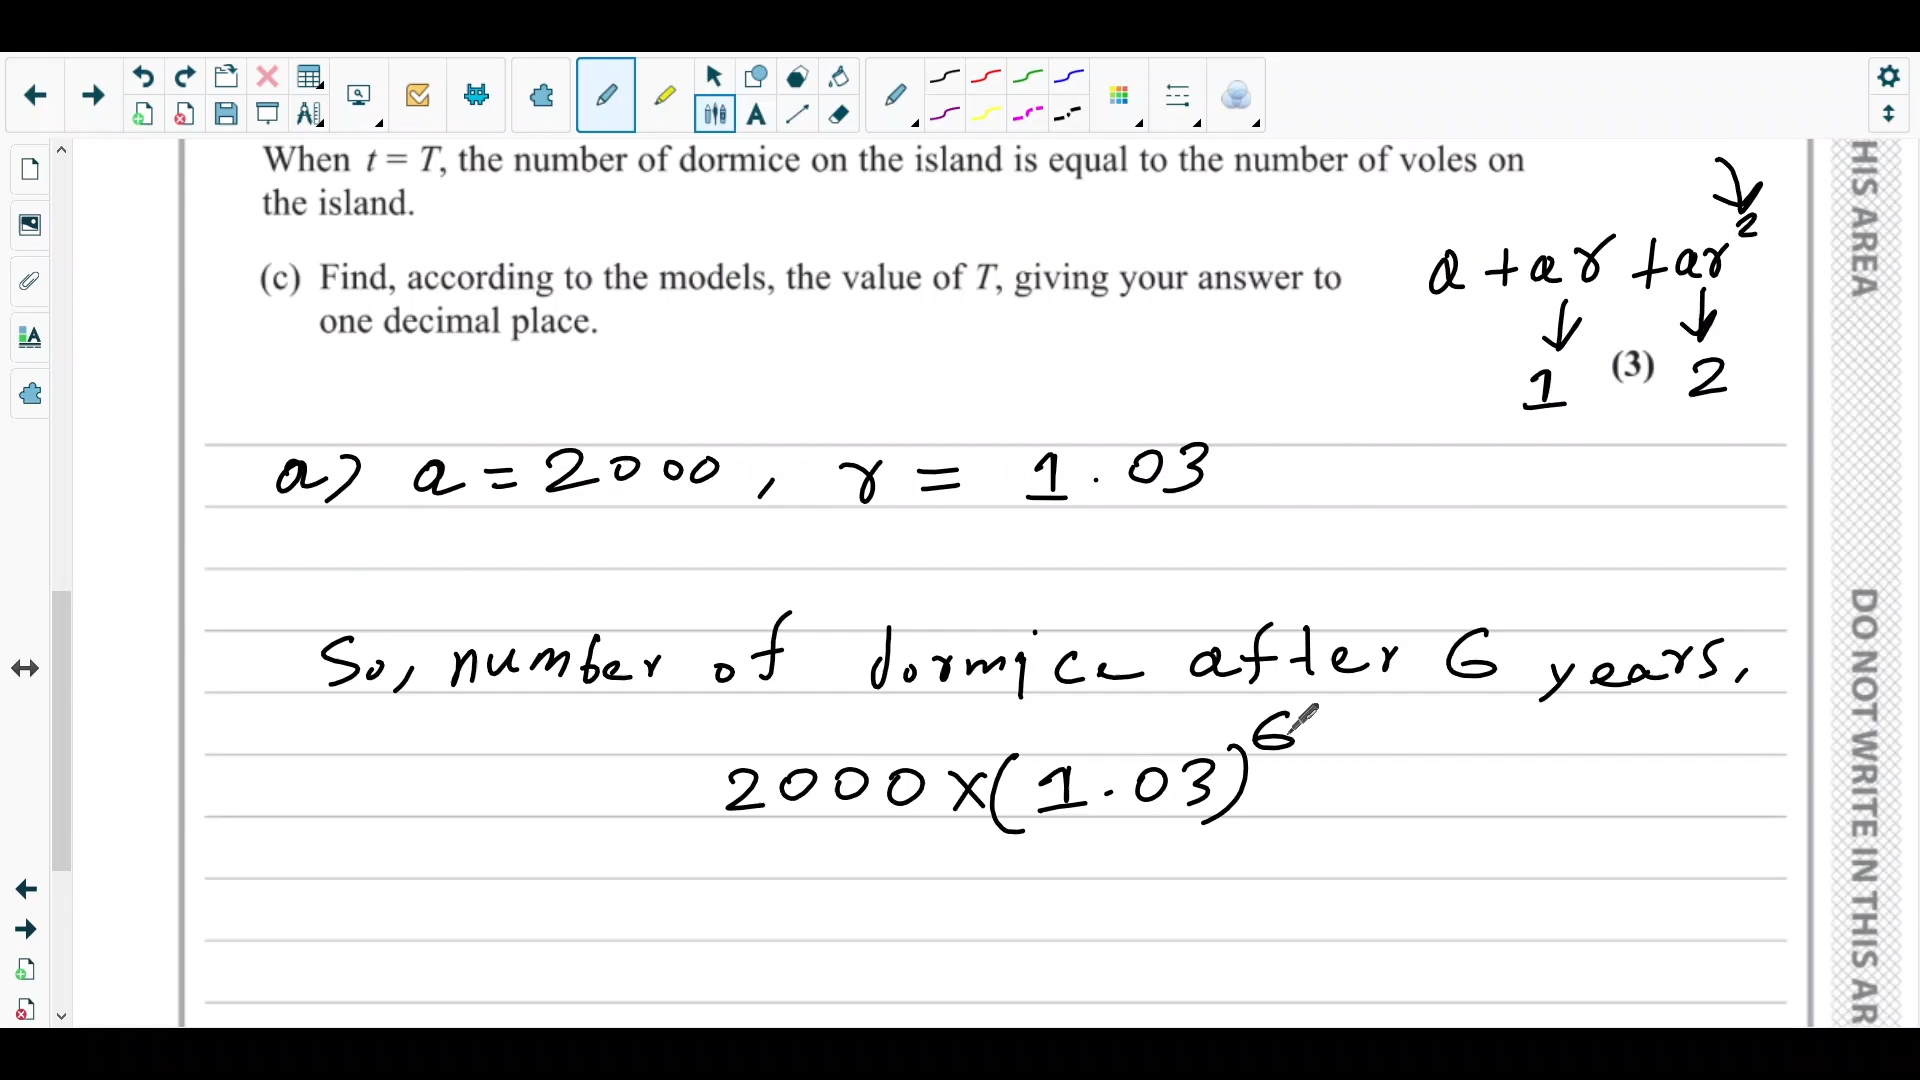 When t = T, the number of dormice on the island is equal to the number of voles on
the island.
(c) Find, according to the models, the value of T, giving your answer to
one decimal place.
(3)
a + ar + ar²
1 2
a) a = 2000, r = 1.03
So, number of dormice after 6 years,
2000 × (1.03)⁶
HIS AREA
DO NOT WRITE IN THIS AR